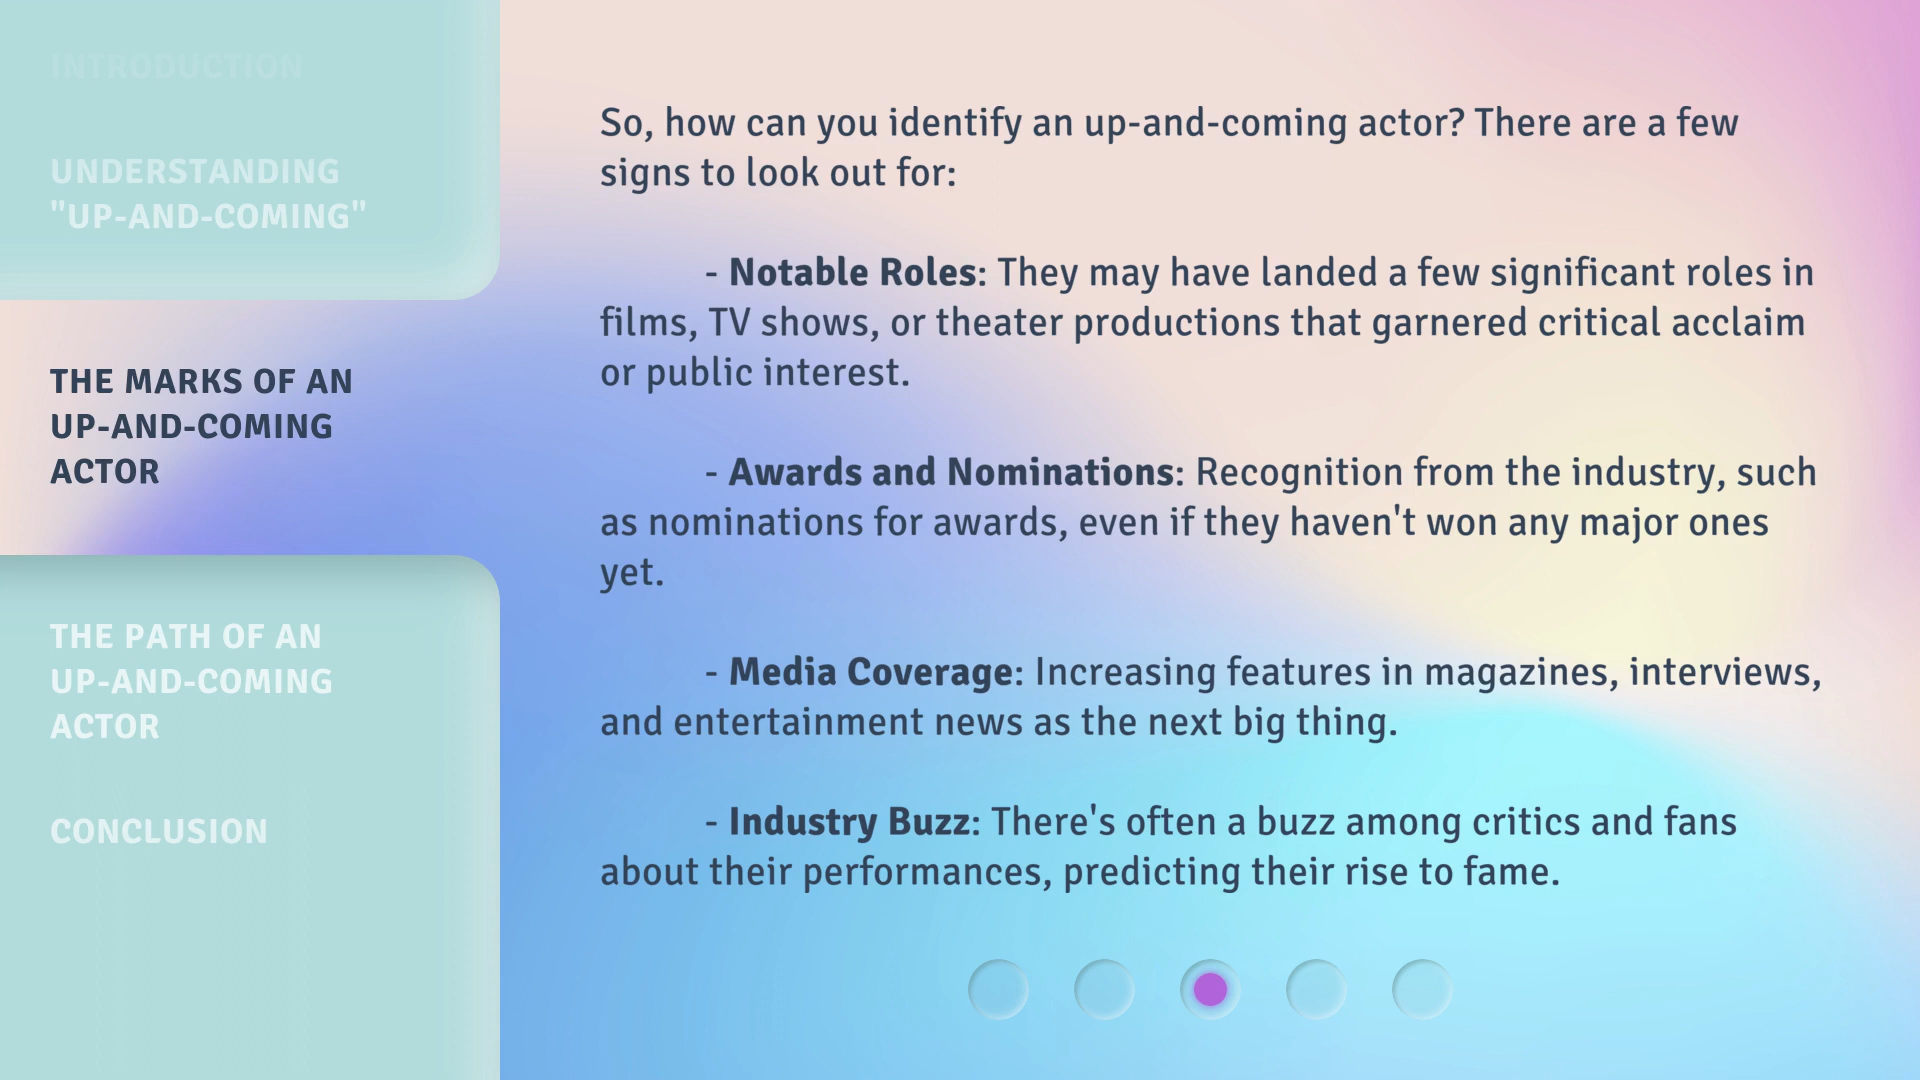 INTRODUCTION
UNDERSTANDING
"UP-AND-COMING"
THE MARKS OF AN
UP-AND-COMING
ACTOR
THE PATH OF AN
UP-AND-COMING
ACTOR
CONCLUSION
So, how can you identify an up-and-coming actor? There are a few
signs to look out for:
- Notable Roles: They may have landed a few significant roles in
films, TV shows, or theater productions that garnered critical acclaim
or public interest.
- Awards and Nominations: Recognition from the industry, such
as nominations for awards, even if they haven't won any major ones
yet.
- Media Coverage: Increasing features in magazines, interviews,
and entertainment news as the next big thing.
- Industry Buzz: There's often a buzz among critics and fans
about their performances, predicting their rise to fame.